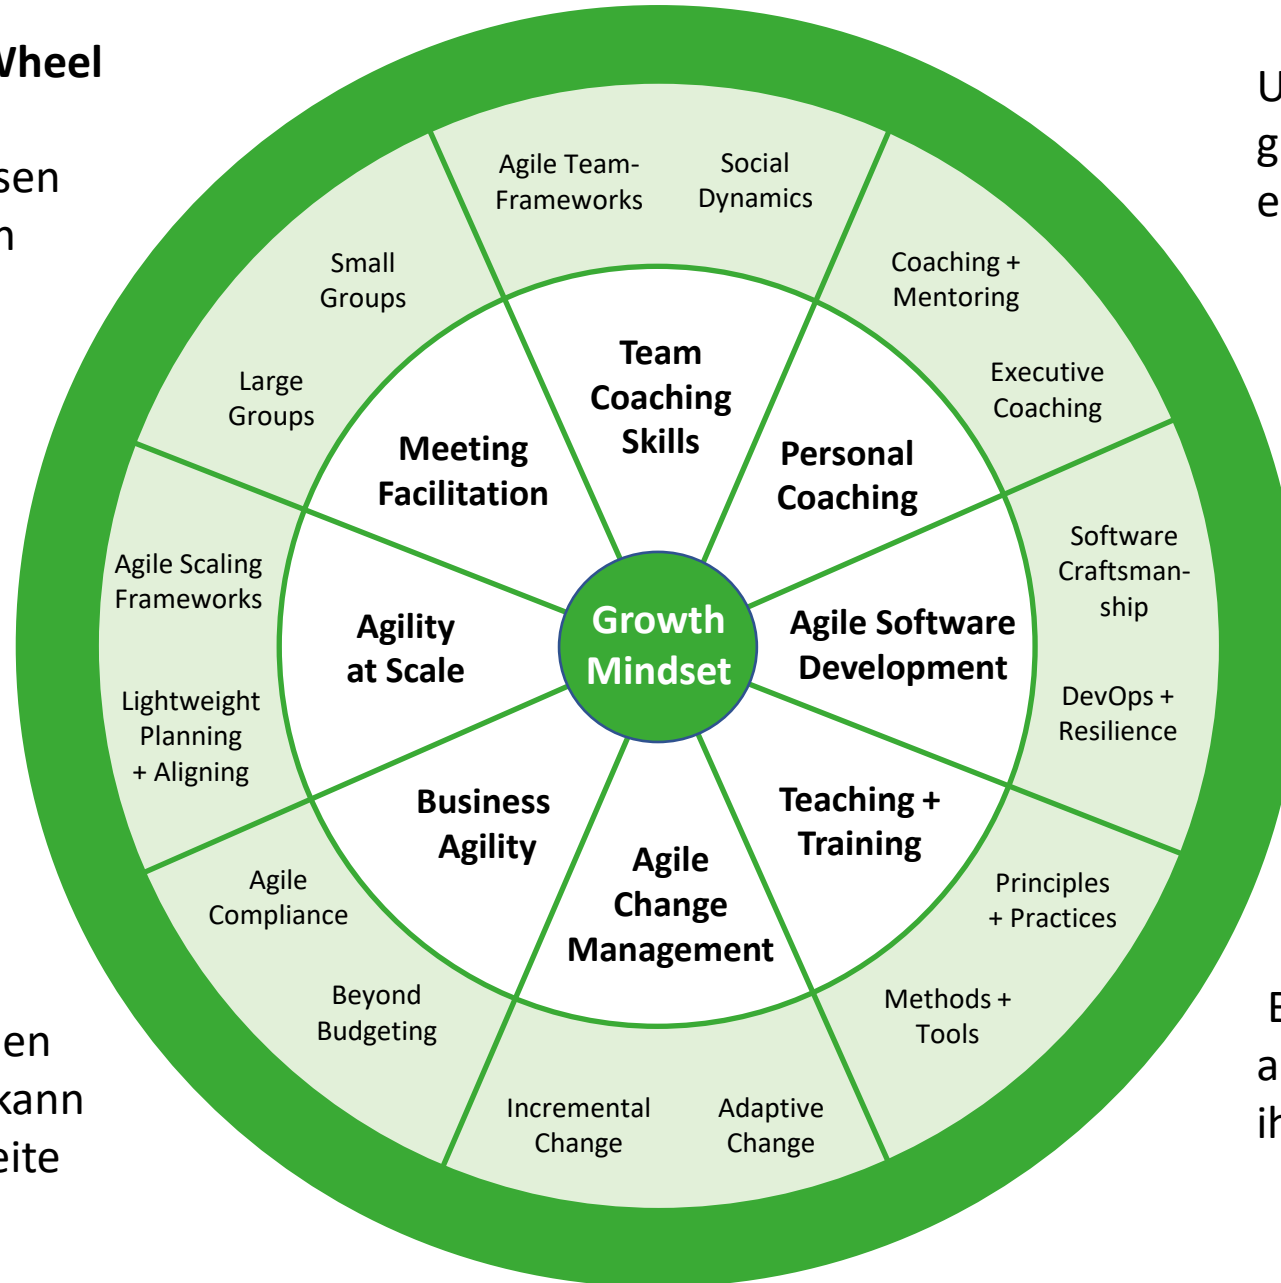 Wheel
sen
n
en
kann
eite
U
g
e
E
a
ih
Agile Team-
Frameworks
Social
Dynamics
Coaching +
Mentoring
Executive
Coaching
Software
Craftsman-
ship
DevOps +
Resilience
Principles
+ Practices
Methods +
Tools
Adaptive
Change
Incremental
Change
Beyond
Budgeting
Agile
Compliance
Lightweight
Planning
+ Aligning
Agile Scaling
Frameworks
Large
Groups
Small
Groups
Team
Coaching
Skills
Personal
Coaching
Agile Software
Development
Teaching +
Training
Agile
Change
Management
Business
Agility
Agility
at Scale
Meeting
Facilitation
Growth
Mindset